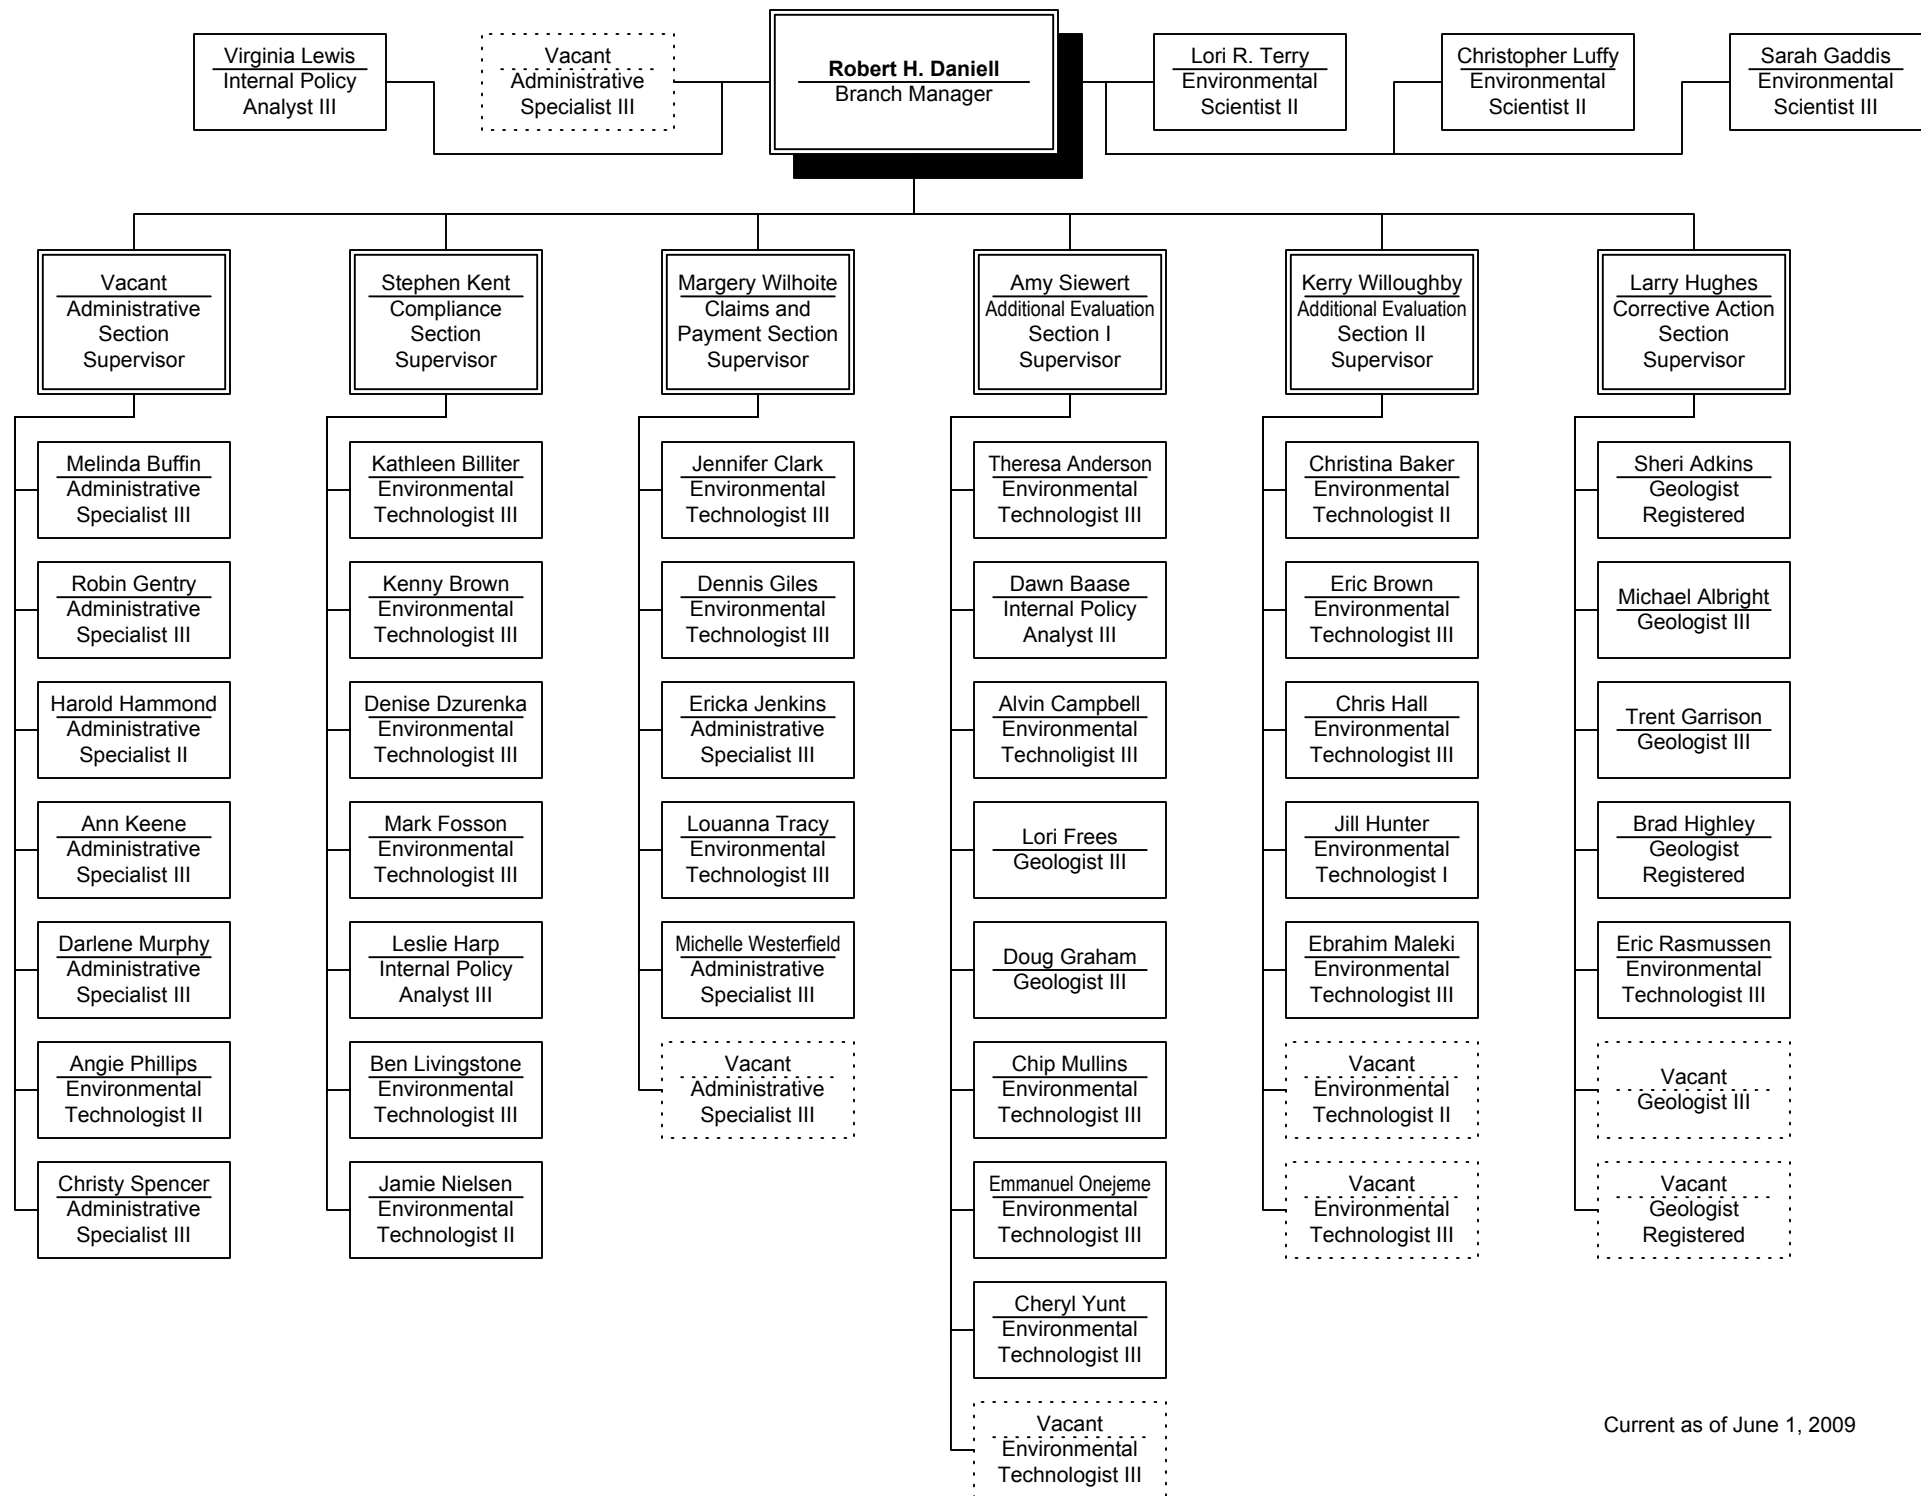 Virginia Lewis
Internal Policy
Analyst III
Vacant
Administrative
Specialist III
Robert H. Daniell
Branch Manager
Lori R. Terry
Environmental
Scientist II
Christopher Luffy
Environmental
Scientist II
Sarah Gaddis
Environmental
Scientist III
Vacant
Administrative
Section
Supervisor
Stephen Kent
Compliance
Section
Supervisor
Margery Wilhoite
Claims and
Payment Section
Supervisor
Amy Siewert
Additional Evaluation
Section I
Supervisor
Kerry Willoughby
Additional Evaluation
Section II
Supervisor
Larry Hughes
Corrective Action
Section
Supervisor
Melinda Buffin
Administrative
Specialist III
Robin Gentry
Administrative
Specialist III
Harold Hammond
Administrative
Specialist II
Ann Keene
Administrative
Specialist III
Darlene Murphy
Administrative
Specialist III
Angie Phillips
Environmental
Technologist II
Christy Spencer
Administrative
Specialist III
Kathleen Billiter
Environmental
Technologist III
Kenny Brown
Environmental
Technologist III
Denise Dzurenka
Environmental
Technologist III
Mark Fosson
Environmental
Technologist III
Leslie Harp
Internal Policy
Analyst III
Ben Livingstone
Environmental
Technologist III
Jamie Nielsen
Environmental
Technologist II
Jennifer Clark
Environmental
Technologist III
Dennis Giles
Environmental
Technologist III
Ericka Jenkins
Administrative
Specialist III
Louanna Tracy
Environmental
Technologist III
Michelle Westerfield
Administrative
Specialist III
Vacant
Administrative
Specialist III
Theresa Anderson
Environmental
Technologist III
Dawn Baase
Internal Policy
Analyst III
Alvin Campbell
Environmental
Technoligist III
Lori Frees
Geologist III
Doug Graham
Geologist III
Chip Mullins
Environmental
Technologist III
Emmanuel Onejeme
Environmental
Technologist III
Cheryl Yunt
Environmental
Technologist III
Vacant
Environmental
Technologist III
Christina Baker
Environmental
Technologist II
Eric Brown
Environmental
Technologist III
Chris Hall
Environmental
Technologist III
Jill Hunter
Environmental
Technologist I
Ebrahim Maleki
Environmental
Technologist III
Vacant
Environmental
Technologist II
Vacant
Environmental
Technologist III
Sheri Adkins
Geologist
Registered
Michael Albright
Geologist III
Trent Garrison
Geologist III
Brad Highley
Geologist
Registered
Eric Rasmussen
Environmental
Technologist III
Vacant
Geologist III
Vacant
Geologist
Registered
Current as of June 1, 2009